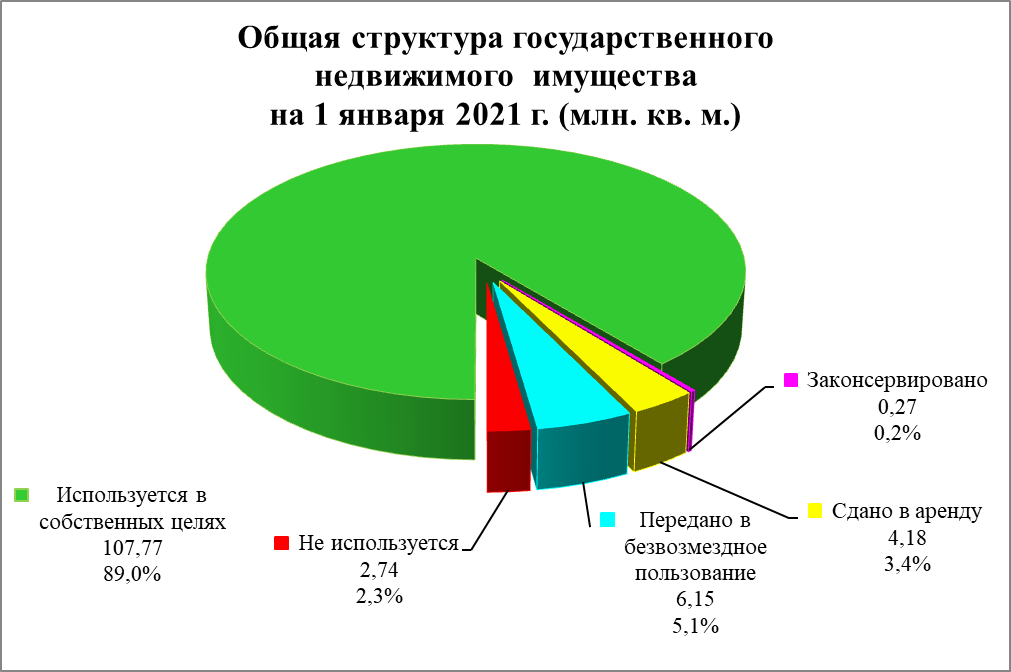 Общая структура государственного
недвижимого имущества
на 1 января 2021 г. (млн. кв. м.)
Законсервировано
0,27
0,2%
Используется в
собственных целях
107,77
89,0%
Не используется
2,74
2,3%
Передано в
безвозмездное
пользование
6,15
5,1%
Сдано в аренду
4,18
3,4%